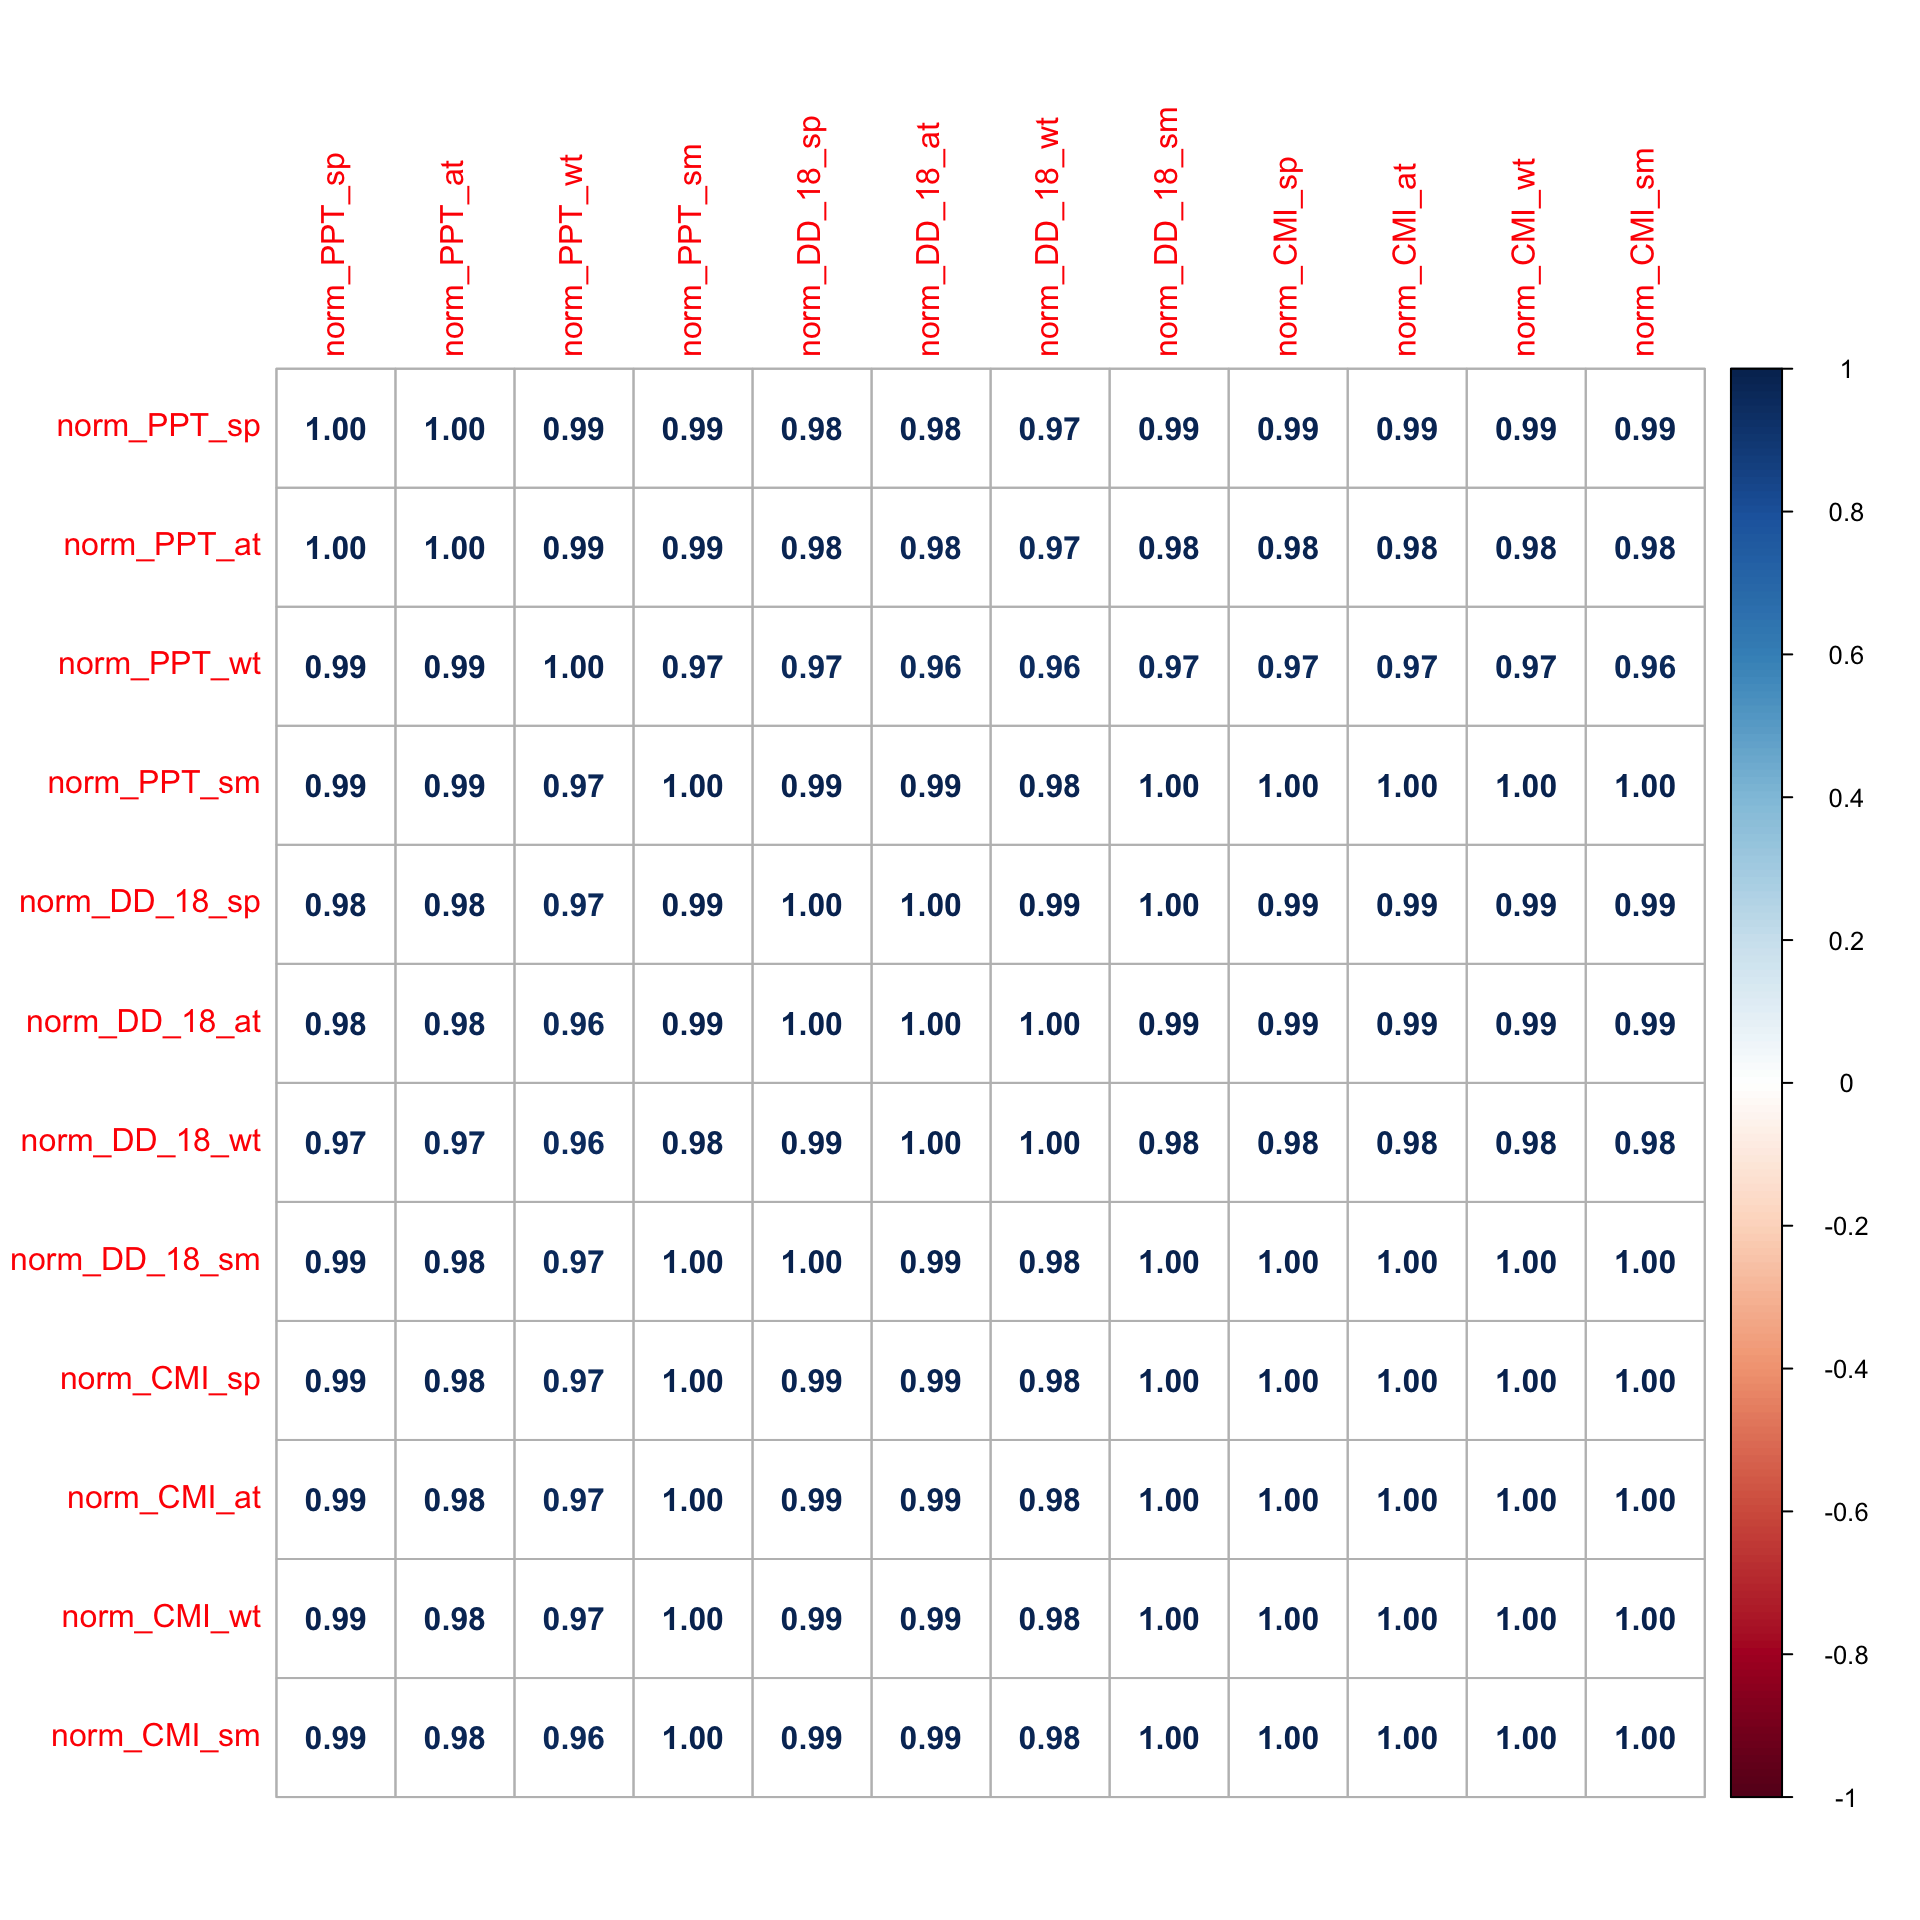 norm_PPT_sp norm_PPT_at norm_PPT_wt norm_PPT_sm norm_DD_18_sp norm_DD_18_at norm_DD_18_wt norm_DD_18_sm norm_CMI_sp norm_CMI_at norm_CMI_wt norm_CMI_sm
norm_PPT_sp 1.00 1.00 0.99 0.99 0.98 0.98 0.97 0.99 0.99 0.99 0.99 0.99
norm_PPT_at 1.00 1.00 0.99 0.99 0.98 0.98 0.97 0.98 0.98 0.98 0.98 0.98
norm_PPT_wt 0.99 0.99 1.00 0.97 0.97 0.96 0.96 0.97 0.97 0.97 0.97 0.96
norm_PPT_sm 0.99 0.99 0.97 1.00 0.99 0.99 0.98 1.00 1.00 1.00 1.00 1.00
norm_DD_18_sp 0.98 0.98 0.97 0.99 1.00 1.00 0.99 1.00 0.99 0.99 0.99 0.99
norm_DD_18_at 0.98 0.98 0.96 0.99 1.00 1.00 1.00 0.99 0.99 0.99 0.99 0.99
norm_DD_18_wt 0.97 0.97 0.96 0.98 0.99 1.00 1.00 0.98 0.98 0.98 0.98 0.98
norm_DD_18_sm 0.99 0.98 0.97 1.00 1.00 0.99 0.98 1.00 1.00 1.00 1.00 1.00
norm_CMI_sp 0.99 0.98 0.97 1.00 0.99 0.99 0.98 1.00 1.00 1.00 1.00 1.00
norm_CMI_at 0.99 0.98 0.97 1.00 0.99 0.99 0.98 1.00 1.00 1.00 1.00 1.00
norm_CMI_wt 0.99 0.98 0.97 1.00 0.99 0.99 0.98 1.00 1.00 1.00 1.00 1.00
norm_CMI_sm 0.99 0.98 0.96 1.00 0.99 0.99 0.98 1.00 1.00 1.00 1.00 1.00
1
0.8
0.6
0.4
0.2
0
-0.2
-0.4
-0.6
-0.8
-1